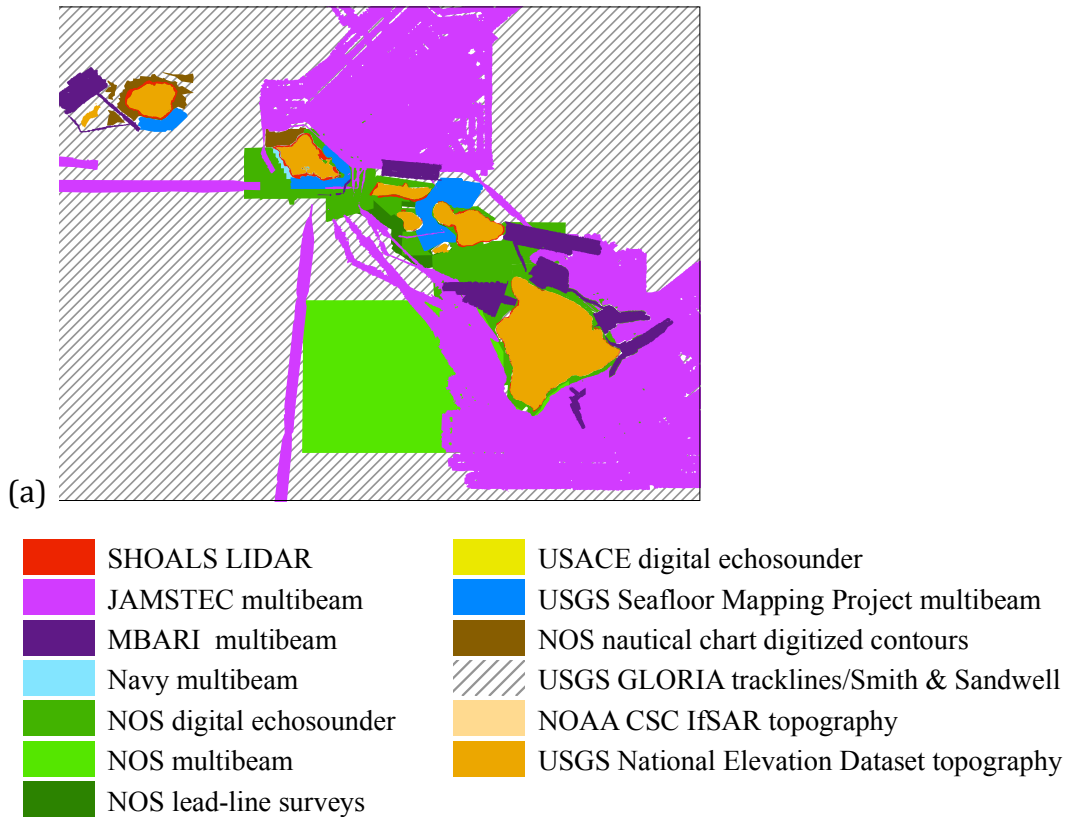 (a)
SHOALS LIDAR
JAMSTEC multibeam
MBARI multibeam
Navy multibeam
NOS digital echosounder
NOS multibeam
NOS lead-line surveys
USACE digital echosounder
USGS Seafloor Mapping Project multibeam
NOS nautical chart digitized contours
USGS GLORIA tracklines/Smith & Sandwell
NOAA CSC IfSAR topography
USGS National Elevation Dataset topography